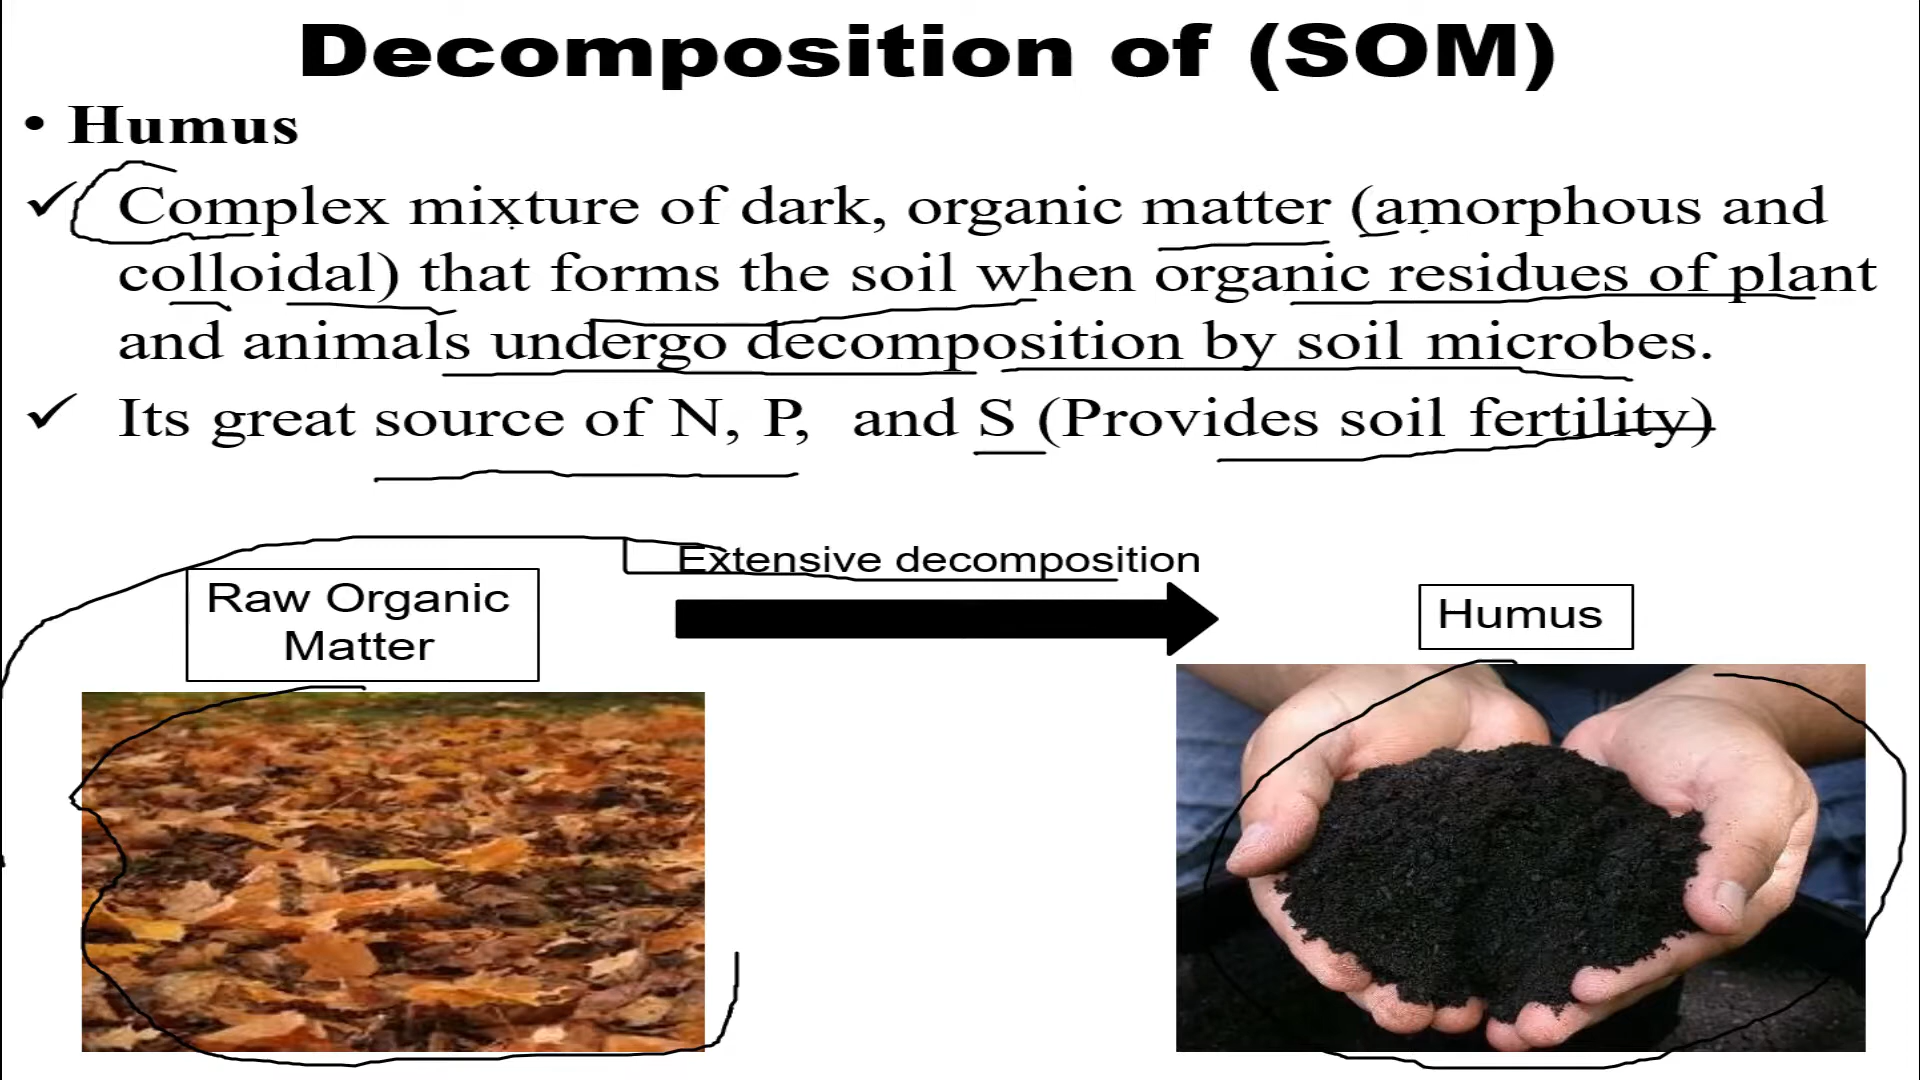 Decomposition of (SOM)
• Humus
✓ Complex mixture of dark, organic matter (amorphous and
colloidal) that forms the soil when organic residues of plant
and animals undergo decomposition by soil microbes.
✓ Its great source of N, P, and S (Provides soil fertility)
Extensive decomposition
Raw Organic
Matter
Humus